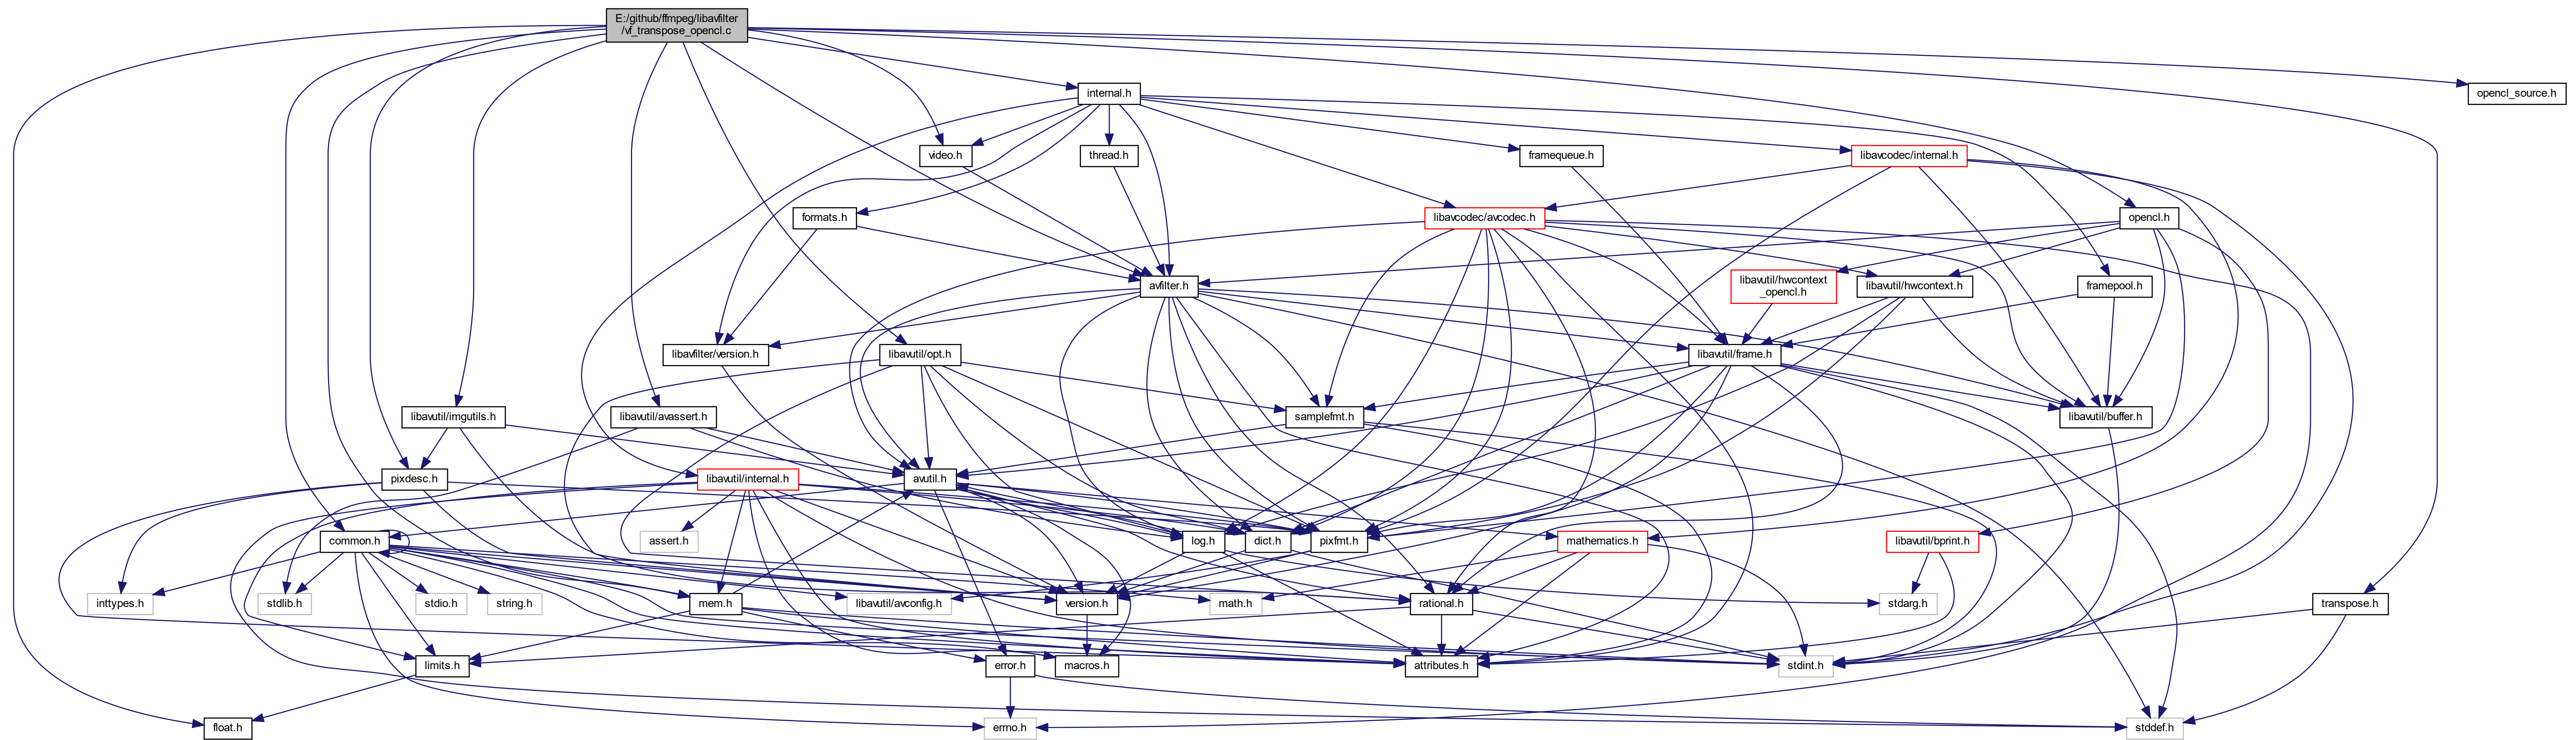 E:/github/ffmpeg/libavfilter
/vf_transpose_opencl.c
internal.h
opencl_source.h
video.h
thread.h
framequeue.h
libavcodec/internal.h
formats.h
libavcodec/avcodec.h
opencl.h
avfilter.h
libavutil/hwcontext
_opencl.h
libavutil/hwcontext.h
framepool.h
libavfilter/version.h
libavutil/opt.h
libavutil/frame.h
libavutil/imgutils.h
libavutil/avassert.h
samplefmt.h
libavutil/buffer.h
pixdesc.h
libavutil/internal.h
avutil.h
common.h
assert.h
log.h
dict.h
pixfmt.h
mathematics.h
libavutil/bprint.h
inttypes.h
stdlib.h
stdio.h
string.h
mem.h
libavutil/avconfig.h
version.h
math.h
rational.h
stdarg.h
transpose.h
limits.h
error.h
macros.h
attributes.h
stdint.h
float.h
errno.h
stddef.h